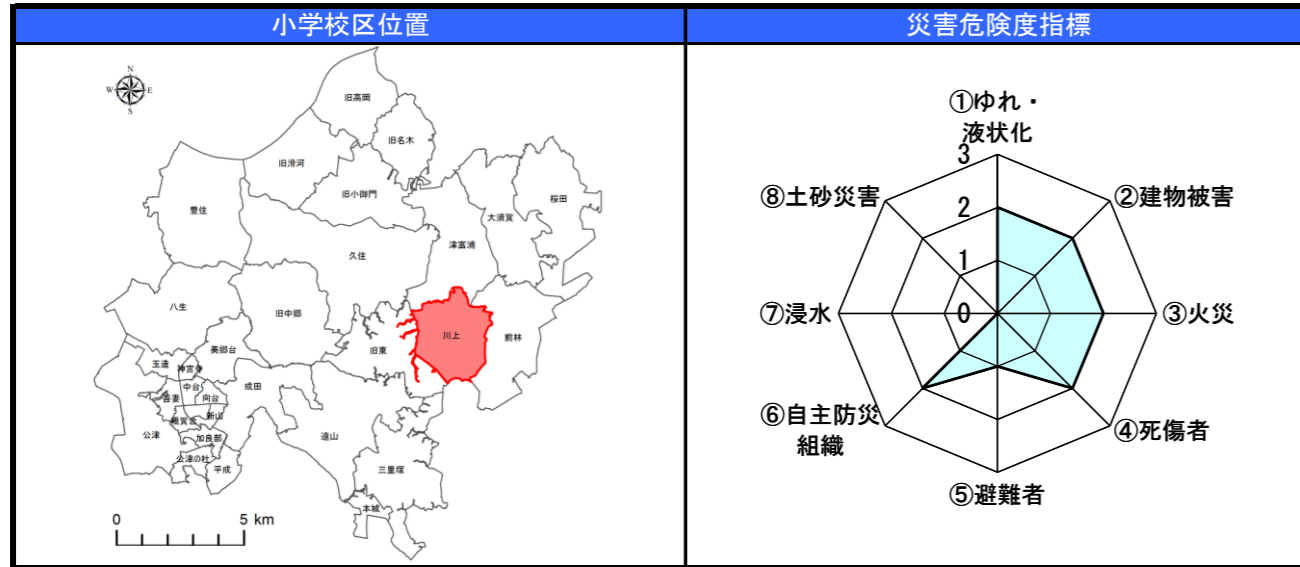 小学校区位置
災害危険度指標
N
W
E
S
旧高岡
旧名木
旧滑河
旧小御門
桜田
大須賀
豊住
津富浦
久住
八生
旧中郷
川上
前林
旧東
美郷台
玉造
神宮寺
成田
中台
吾妻
向台
新山
橋賀台
公津
加良部
遠山
公津の杜
平成
三里塚
本城
0
5 km
①ゆれ・
液状化
3
⑧土砂災害
②建物被害
2
1
⑦浸水
0
③火災
⑥自主防災
組織
④死傷者
⑤避難者